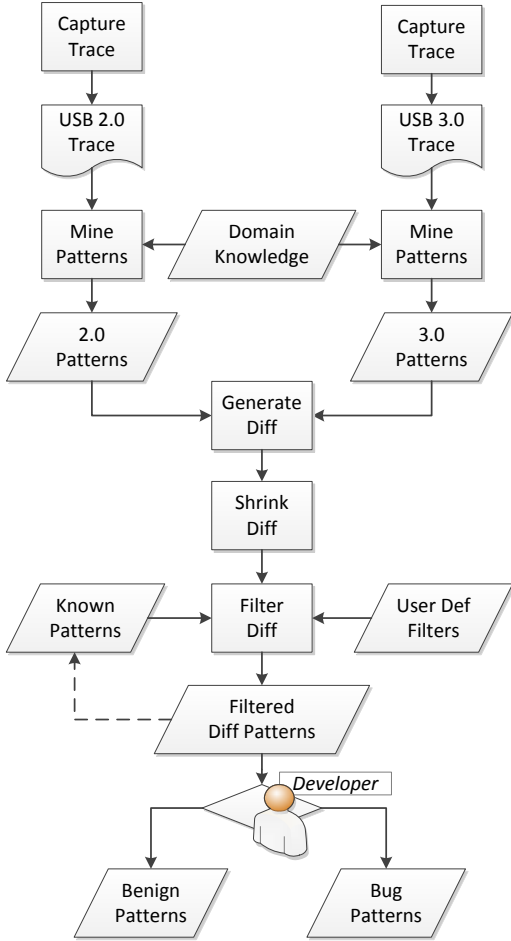 Capture
Trace
Capture
Trace
USB 2.0
Trace
USB 3.0
Trace
Mine
Patterns
Domain
Knowledge
Mine
Patterns
2.0
Patterns
3.0
Patterns
Generate
Diff
Shrink
Diff
Known
Patterns
Filter
Diff
User Def
Filters
Filtered
Diff Patterns
Developer
Benign
Patterns
Bug
Patterns